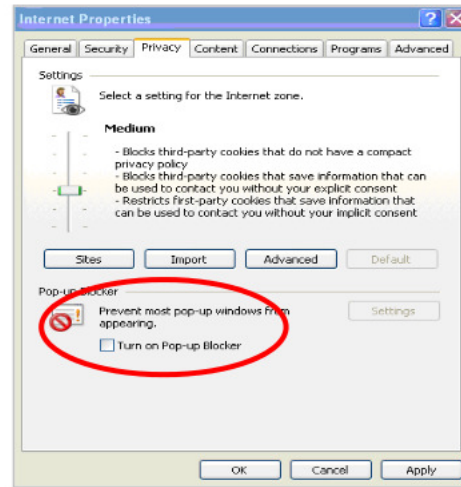 Internet Properties
General Security Privacy Content Connections Programs Advanced
Settings
Select a setting for the Internet zone.
Medium
- Blocks third-party cookies that do not have a compact
privacy policy
- Blocks third-party cookies that save information that can
be used to contact you without your explicit consent
- Restricts first-party cookies that save information that
can be used to contact you without your implicit consent
Sites Import Advanced Default
Pop-up Blocker
Prevent most pop-up windows from
appearing.
Settings
Turn on Pop-up Blocker
OK Cancel Apply